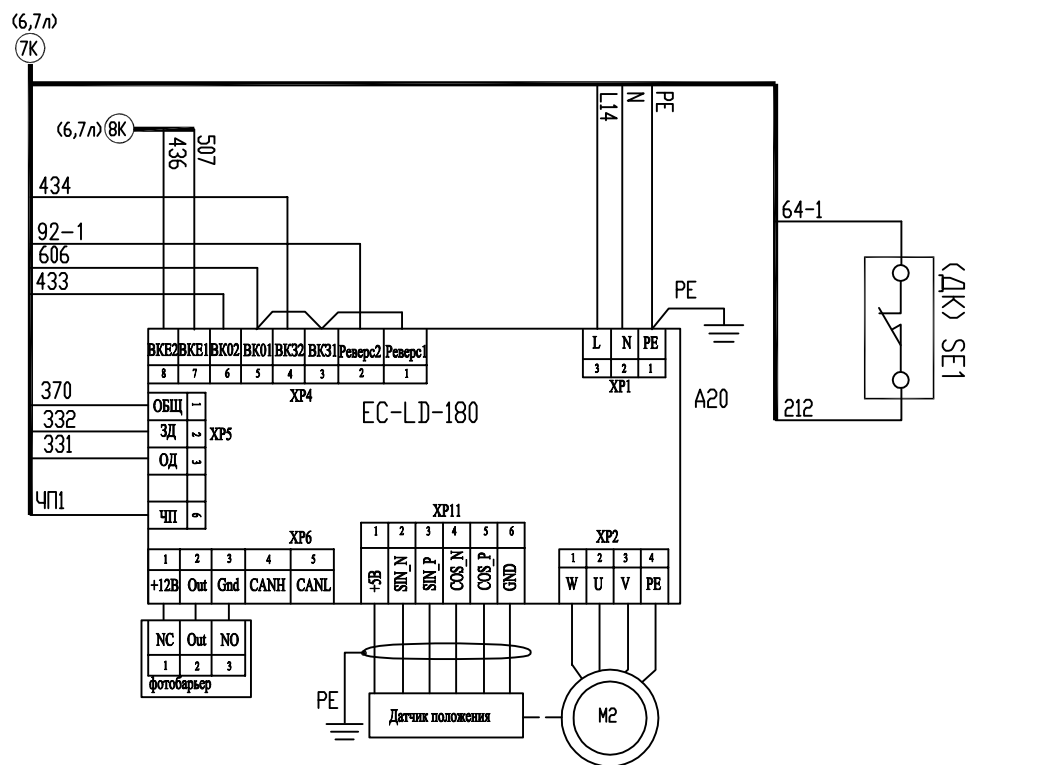 (6,7л)
7К
(6,7л) 8К
436
507
L14
N
PE
434
92-1
606
433
64-1
PE
(ДК) SE1
ВКЕ2 ВКЕ1 ВК02 ВК01 ВК32 ВК31 Реверс2 Реверс1
8 7 6 5 4 3 2 1
XP4
L N PE
3 2 1
XP1
A20
212
370
332
331
ЧП1
ОБЩ 1
ЗД 2
ОД 3
ЧП 6
XP5
EC-LD-180
XP6
1 2 3 4 5
+12В Out Gnd CANH CANL
XP11
1 2 3 4 5 6
+5В SIN_N SIN_P COS_N COS_P GND
XP2
1 2 3 4
W U V PE
NC Out NO
1 2 3
фотобарьер
PE
Датчик положения
М2